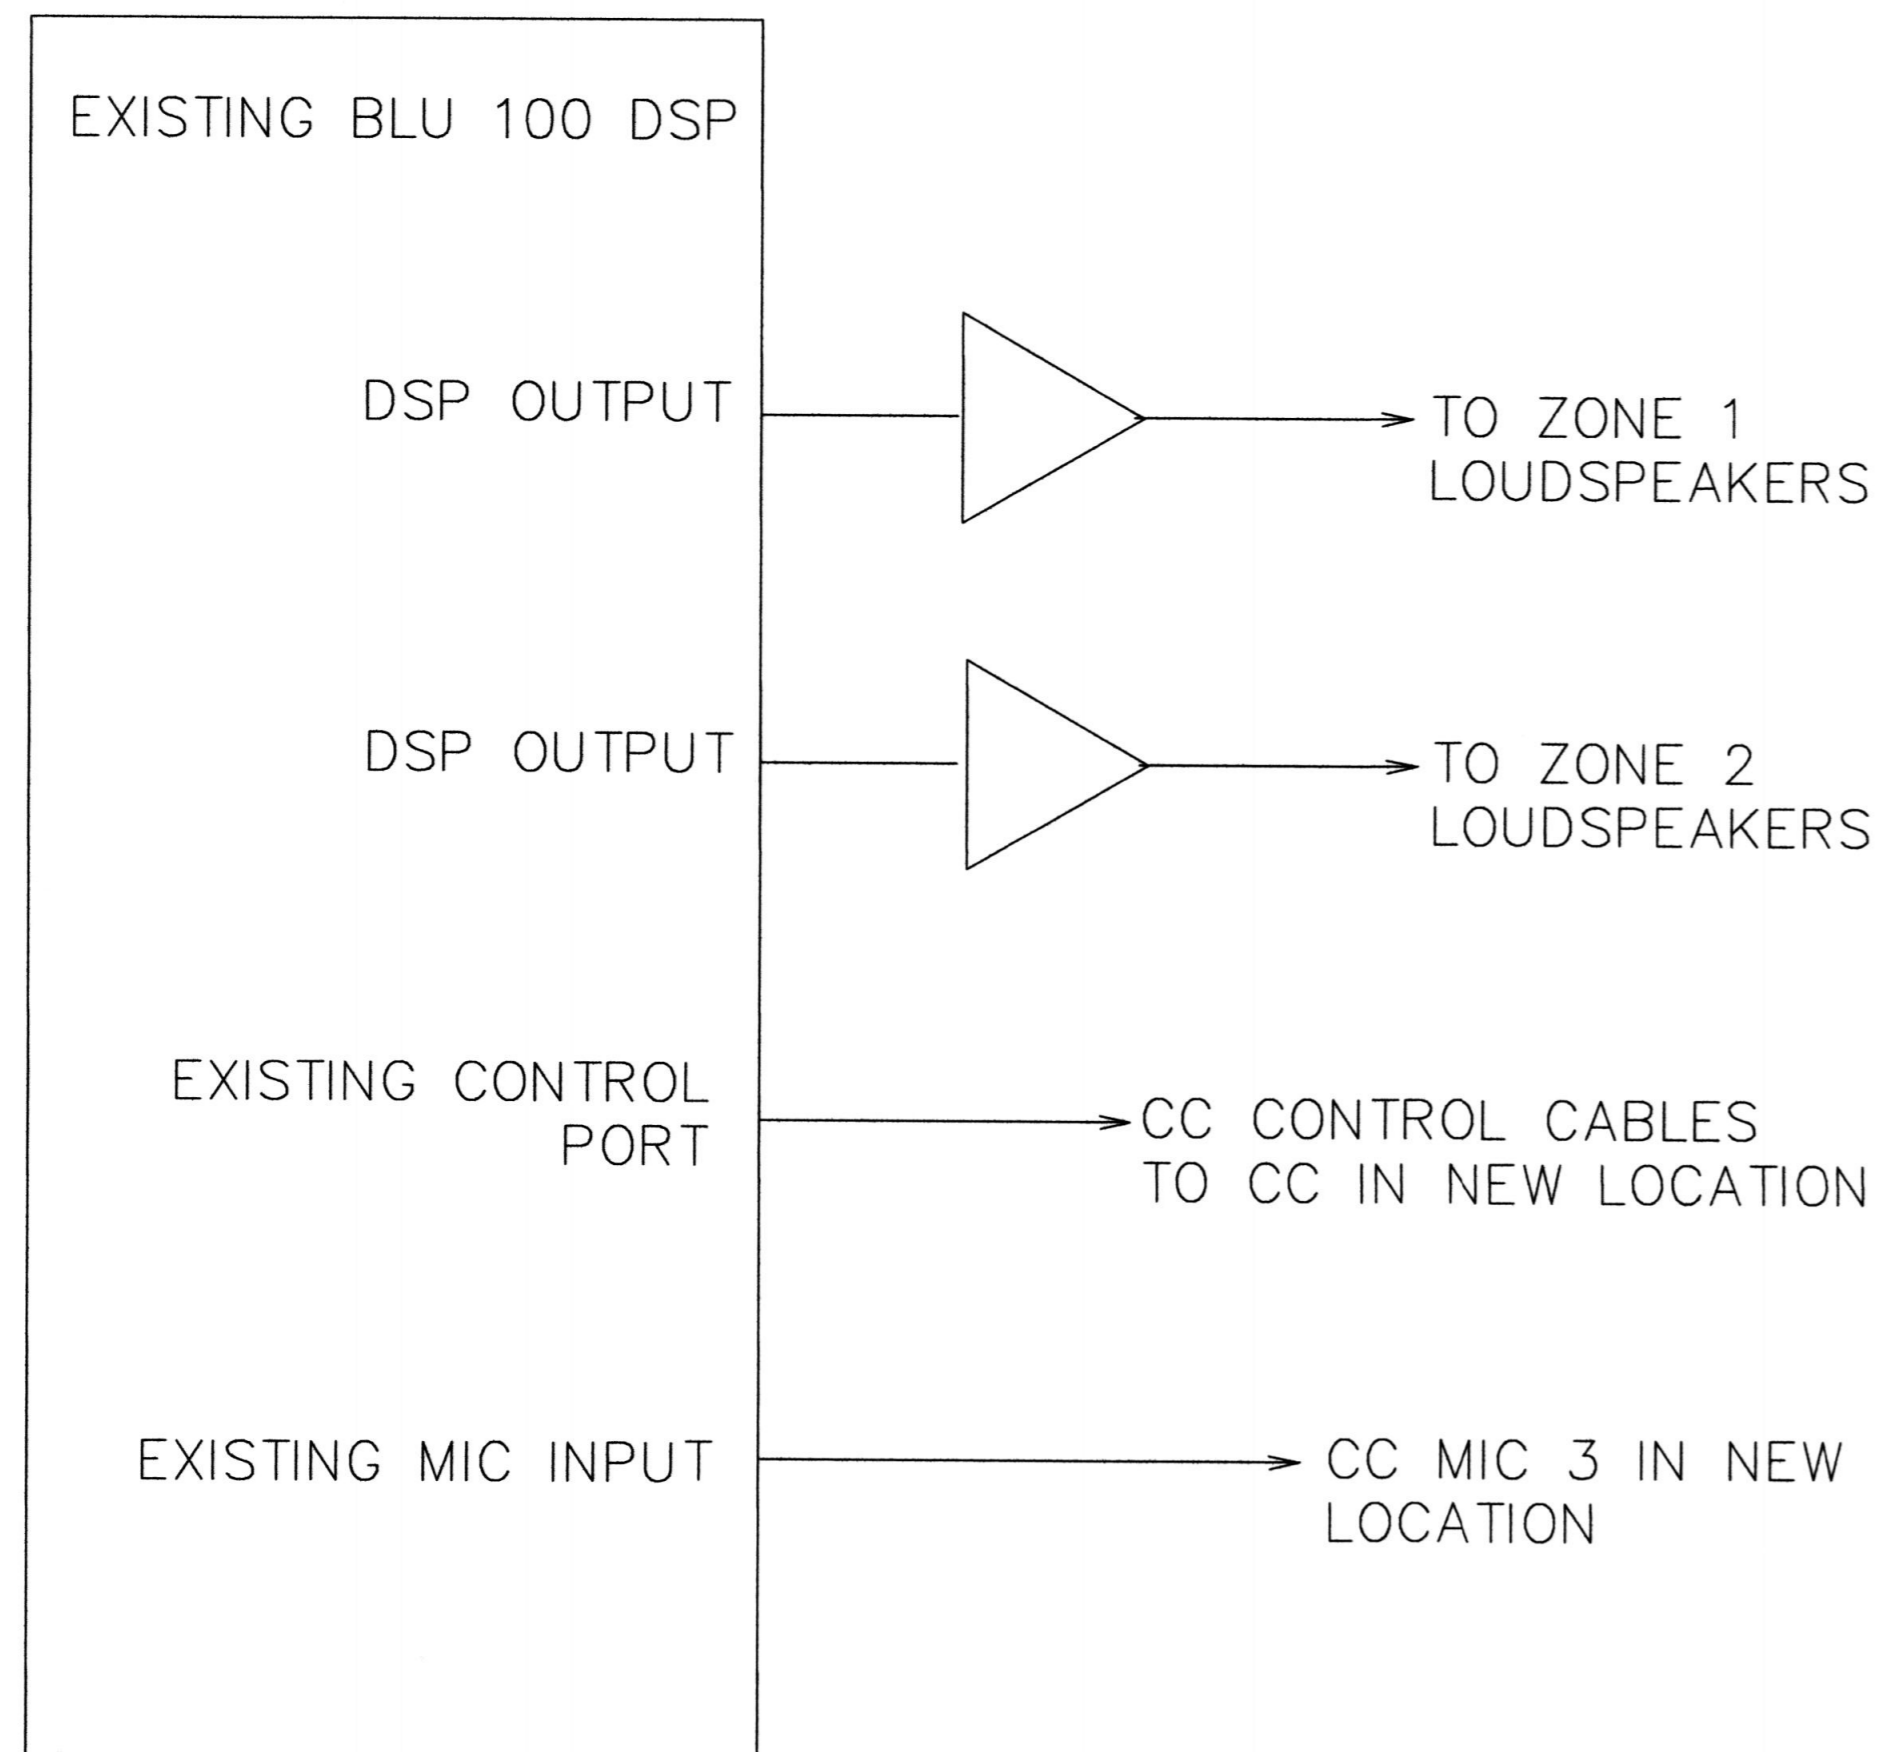 EXISTING BLU 100 DSP
DSP OUTPUT
TO ZONE 1
LOUDSPEAKERS
DSP OUTPUT
TO ZONE 2
LOUDSPEAKERS
EXISTING CONTROL
PORT
CC CONTROL CABLES
TO CC IN NEW LOCATION
EXISTING MIC INPUT
CC MIC 3 IN NEW
LOCATION